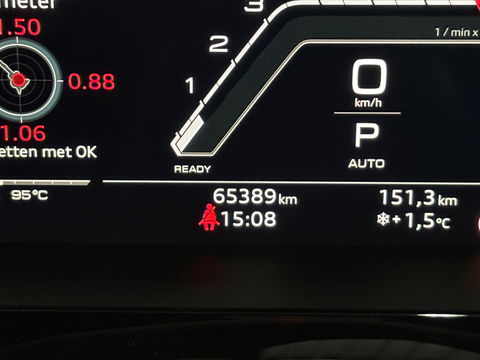 meter
1.50
0.88
1.06
etten met OK
95°C
1
2
3
1 / min x
READY
0
km/h
P
AUTO
65389 km
15:08
151,3 km
❄+1,5°C